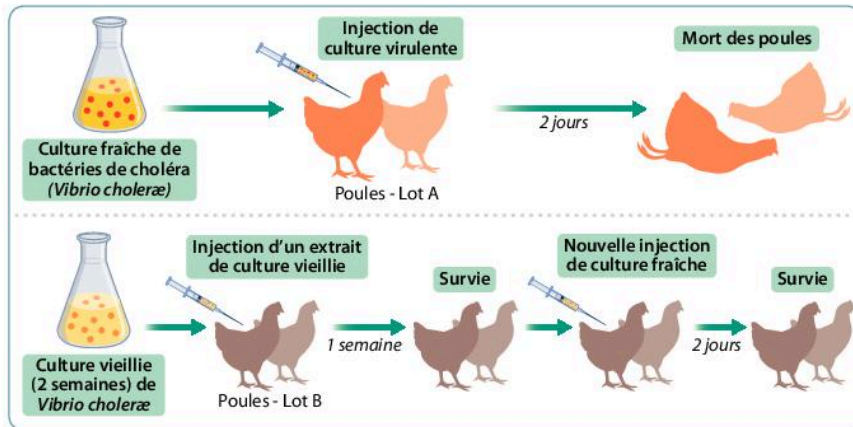 Injection de
culture virulente
Mort des poules
2 jours
Culture fraîche de
bactéries de choléra
(Vibrio choleræ)
Poules - Lot A
Injection d'un extrait
de culture vieillie
Survie
Nouvelle injection
de culture fraîche
Survie
1 semaine
2 jours
Culture vieillie
(2 semaines) de
Vibrio choleræ
Poules - Lot B